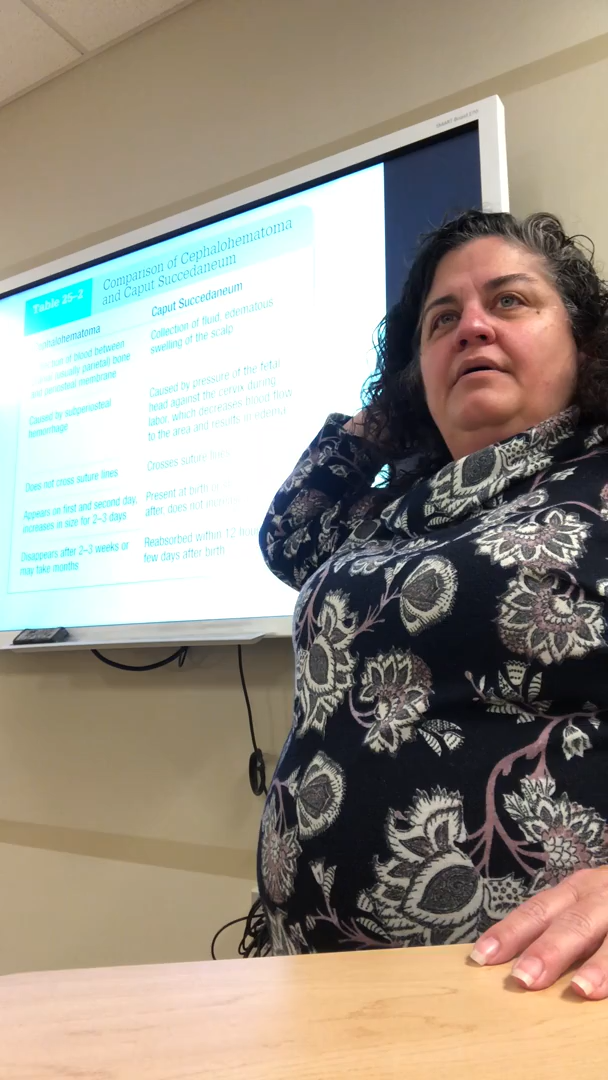 Table 25-2
Comparison of Cephalohematoma
and Caput Succedaneum
Cephalohematoma
of blood between
usually parietal) bone
and periosteal membrane
Caused by subperiosteal
hemorrhage
Does not cross suture lines
Appears on first and second day,
increases in size for 2–3 days
Disappears after 2–3 weeks or
may take months
Caput Succedaneum
Collection of fluid, edematous
swelling of the scalp
Caused by pressure of the fetal
head against the cervix during
labor, which decreases blood flow
to the area and results in edema
Crosses suture lines
Present at birth
after, does not
Reabsorbed within 12
few days after birth